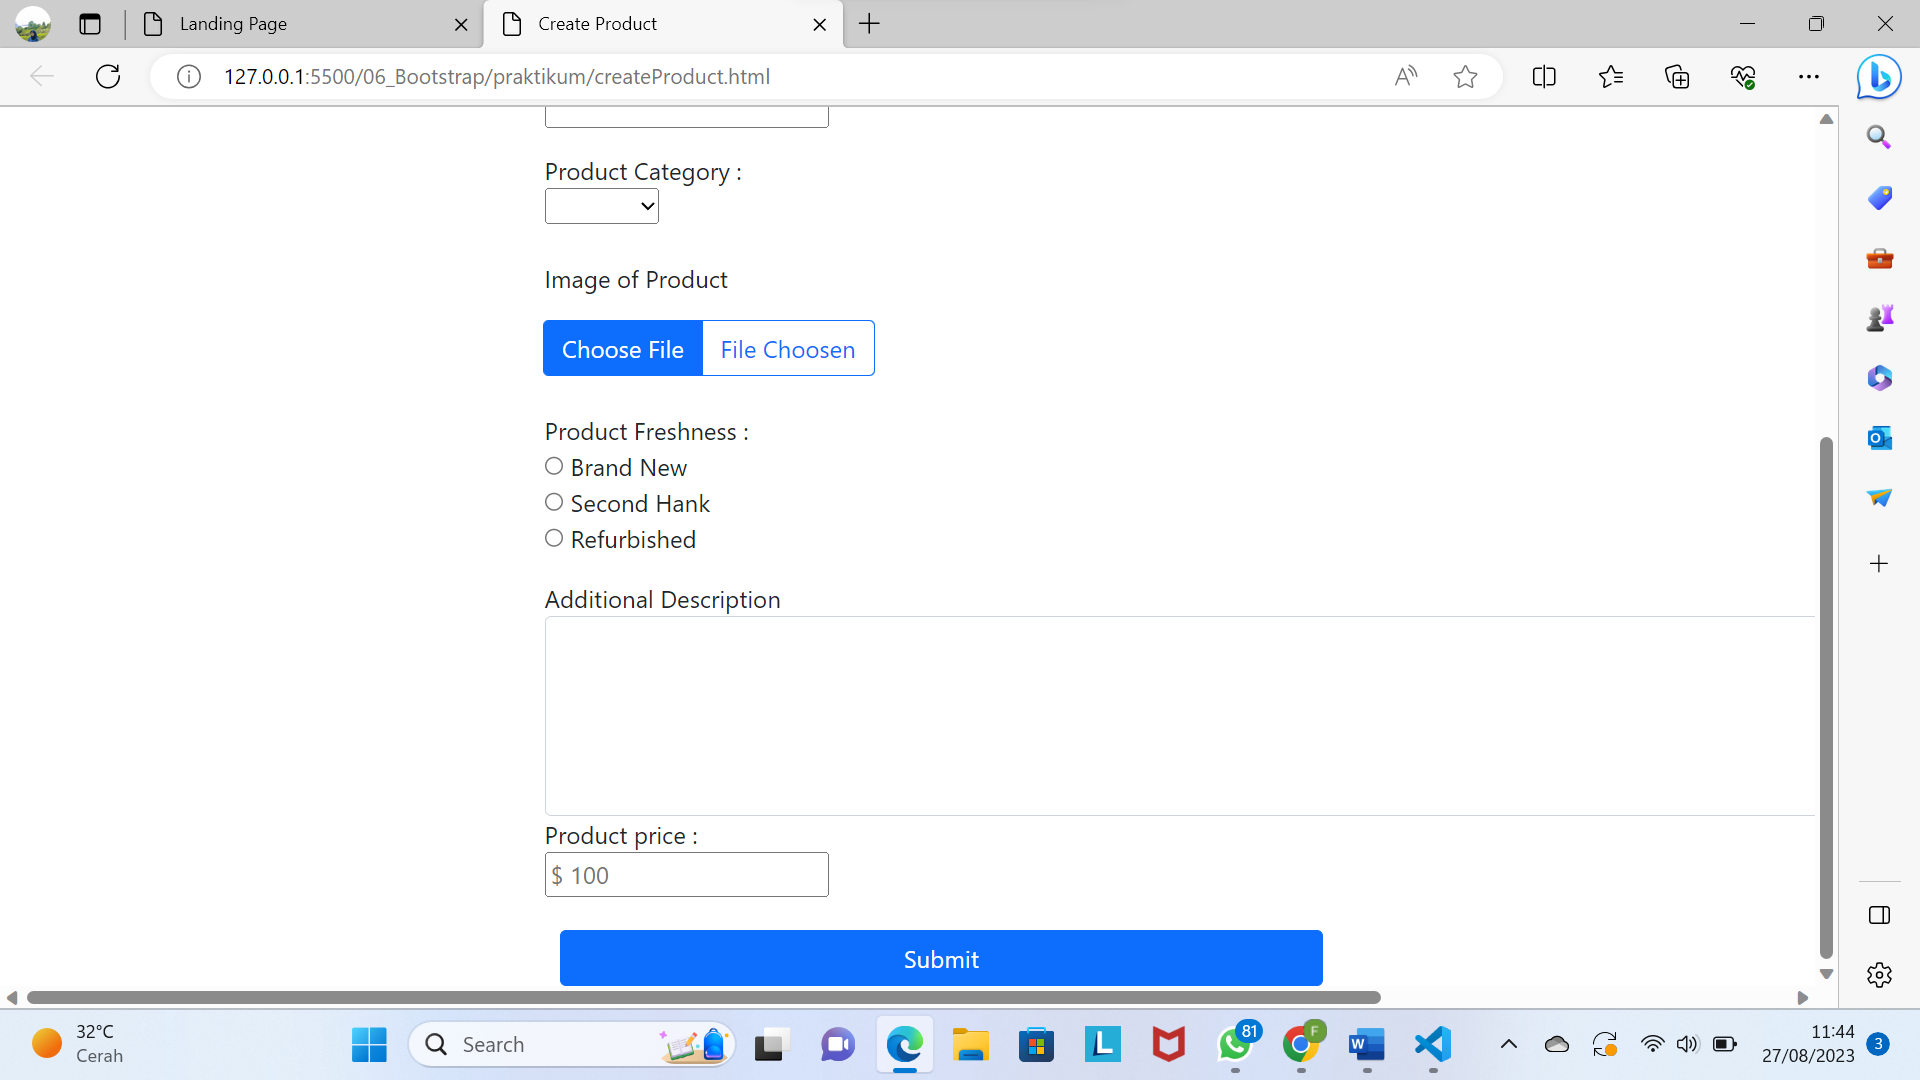 Landing Page
Create Product
127.0.0.1:5500/06_Bootstrap/praktikum/createProduct.html
Product Category :
Image of Product
Choose File
File Choosen
Product Freshness :
Brand New
Second Hank
Refurbished
Additional Description
Product price :
$ 100
Submit
32°C
Cerah
Search
81
F
11:44
27/08/2023
3